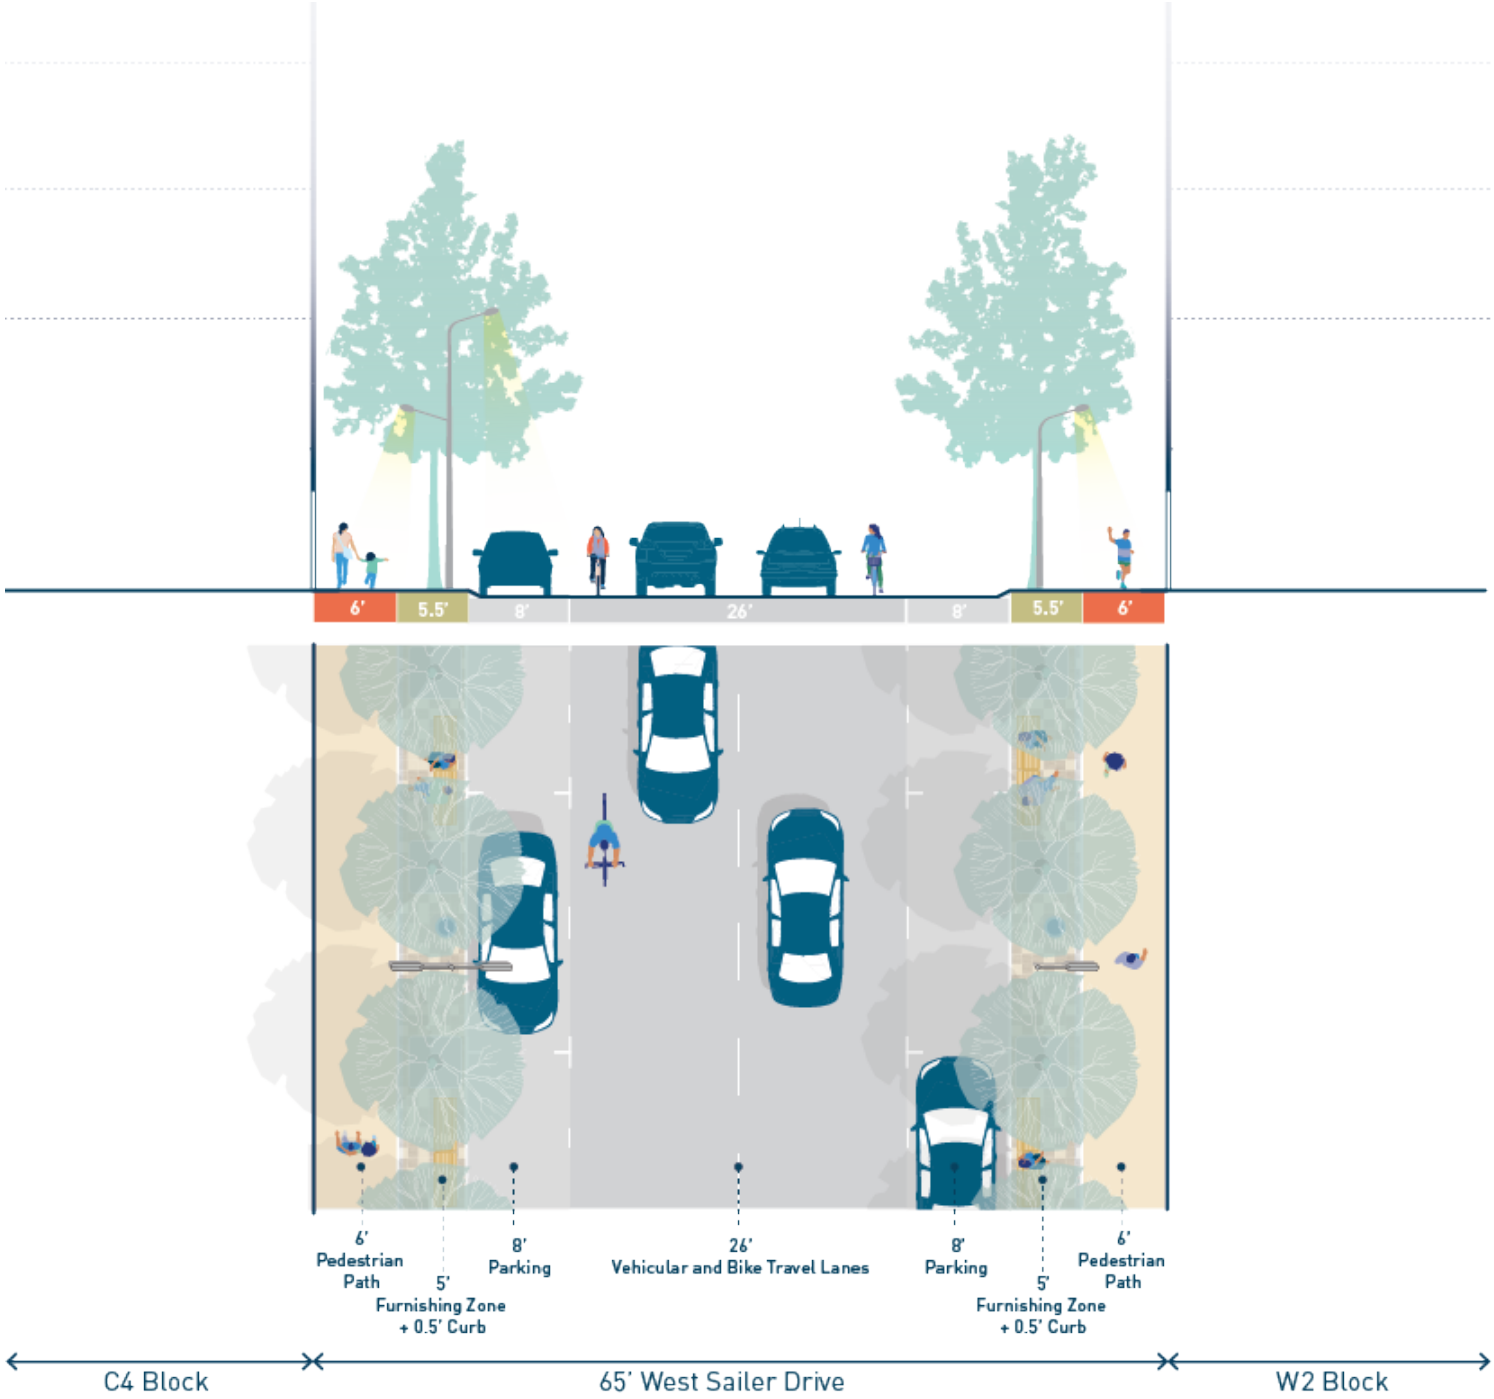 6’
5.5’
8’
26’
8’
5.5’
6’
6’
Pedestrian
Path
5’
Furnishing Zone
+ 0.5’ Curb
8’
Parking
26’
Vehicular and Bike Travel Lanes
8’
Parking
5’
Furnishing Zone
+ 0.5’ Curb
6’
Pedestrian
Path
C4 Block
65’ West Sailer Drive
W2 Block